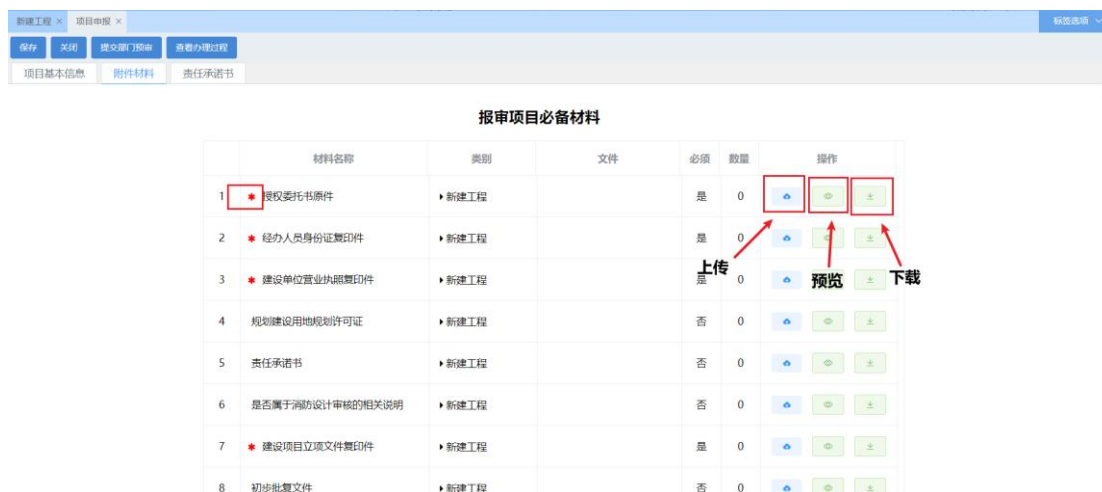 新建工程 × 项目申报 × 标签选项
保存 关闭 提交部门预审 查看办理过程
项目基本信息 附件材料 责任承诺书
报审项目必备材料
材料名称 类别 文件 必须 数量 操作
1 * 授权委托书原件 新建工程 是 0
2 * 经办人员身份证复印件 新建工程 是 0
上传 预览 下载
3 * 建设单位营业执照复印件 新建工程 是 0
4 规划建设用地规划许可证 新建工程 否 0
5 责任承诺书 新建工程 否 0
6 是否属于消防设计审核的相关说明 新建工程 否 0
7 * 建设项目立项文件复印件 新建工程 是 0
8 初步批复文件 新建工程 否 0